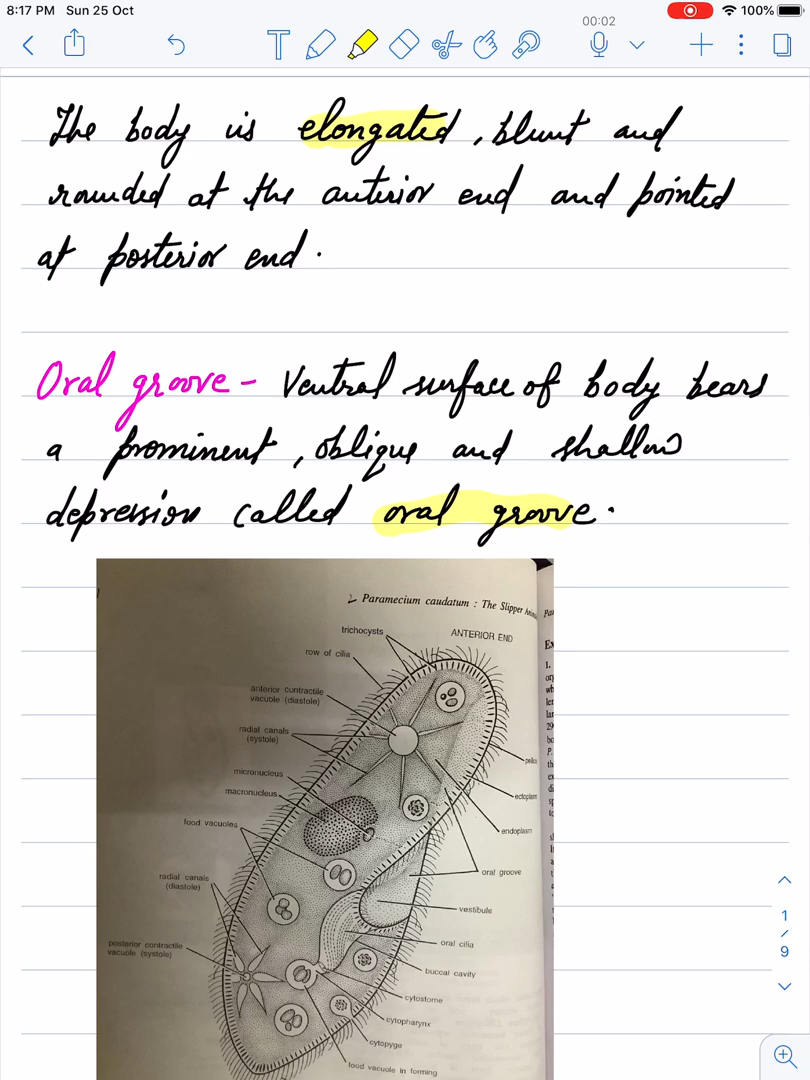 8:17 PM Sun 25 Oct
100%
00:02
T
The body is elongated, blunt and
rounded at the anterior end and pointed
at posterior end.
Oral groove - Ventral surface of body bears
a prominent, oblique and shallow
depression called oral groove.
Paramecium caudatum : The Slipper
trichocysts
ANTERIOR END
row of cilia
anterior contractile
vacuole (diastole)
radial canals
(systole)
micronucleus
macronucleus
food vacuoles
ectoplasm
endoplasm
oral groove
radial canals
(diastole)
vestibule
posterior contractile
vacuole (systole)
oral cilia
buccal cavity
cytostome
cytopharynx
cytopyge
food vacuole in forming
1
/
9